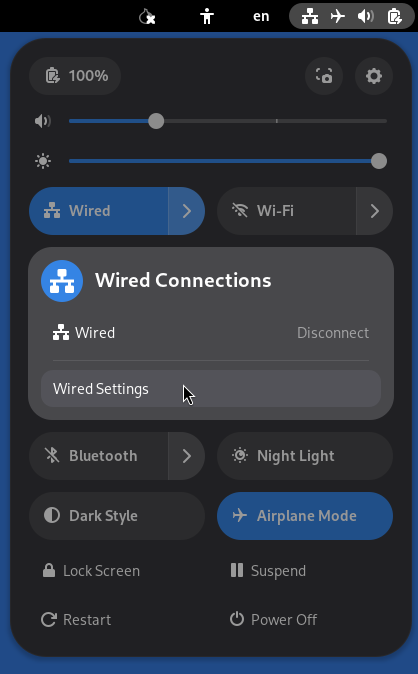 en
100%
Wired
Wi-Fi
Wired Connections
Wired Disconnect
Wired Settings
Bluetooth
Night Light
Dark Style
Airplane Mode
Lock Screen
Suspend
Restart
Power Off